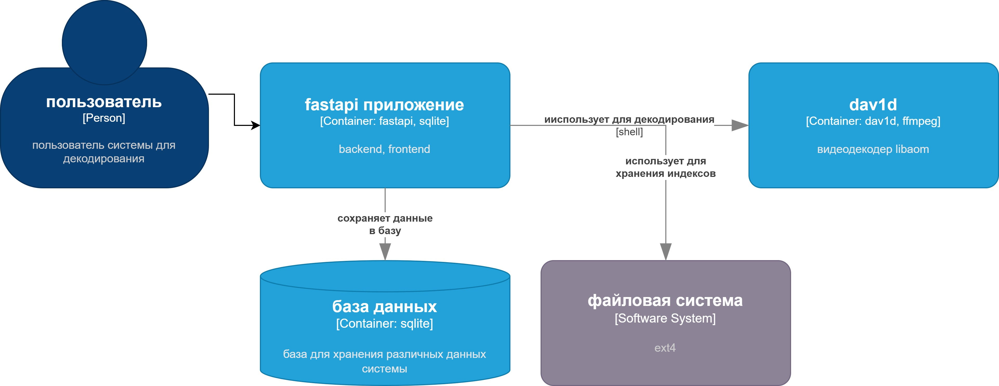 пользователь
[Person]
пользователь системы для
декодирования
fastapi приложение
[Container: fastapi, sqlite]
backend, frontend
ииспользует для декодирования
[shell]
dav1d
[Container: dav1d, ffmpeg]
видеодекодер libaom
использует для
хранения индексов
сохраняет данные
в базу
база данных
[Container: sqlite]
база для хранения различных данных
системы
файловая система
[Software System]
ext4